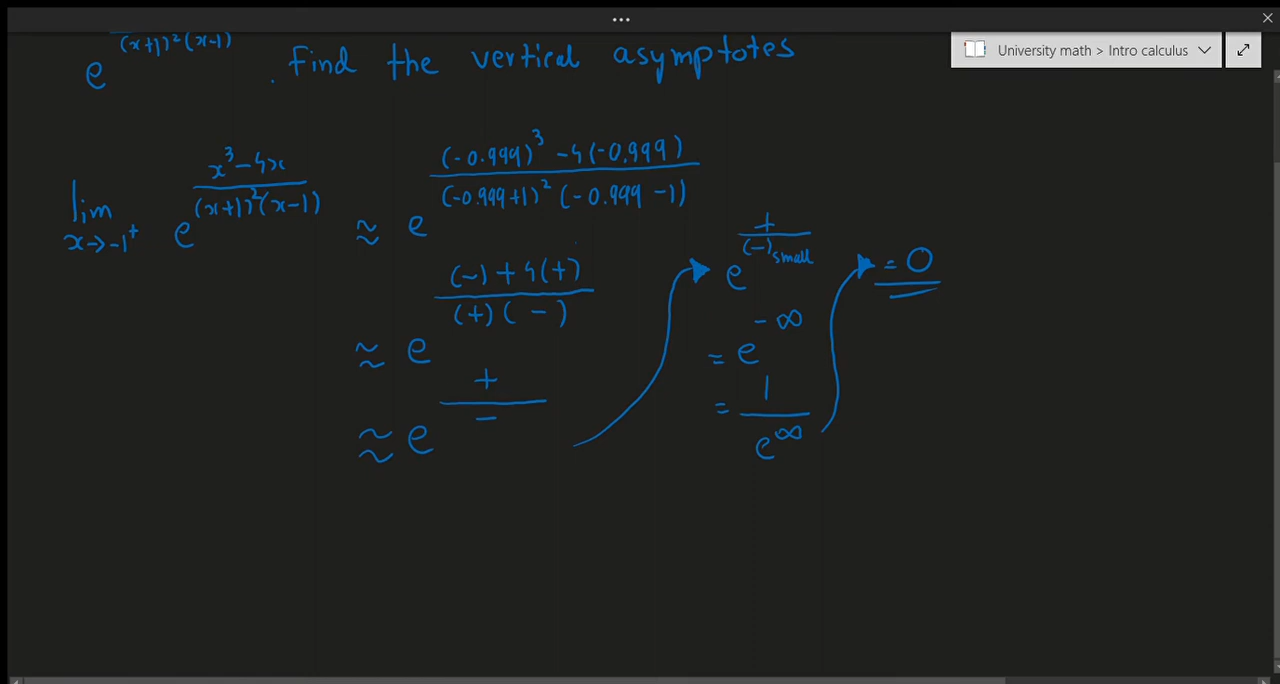 University math > Intro calculus
e^((x+1)²(x-1)) . Find the vertical asymptotes
lim x→-1⁺ e^((x³-4x)/((x+1)²(x-1))) ≈ e^(((-0.999)³ -4(-0.999))/((-0.999+1)² (-0.999 -1)))
≈ e^(((-) + 4(+))/((+)(-)))
≈ e^(+/-)
e^(+/(-)small)
= e^(-∞)
= 1/e^∞
= 0